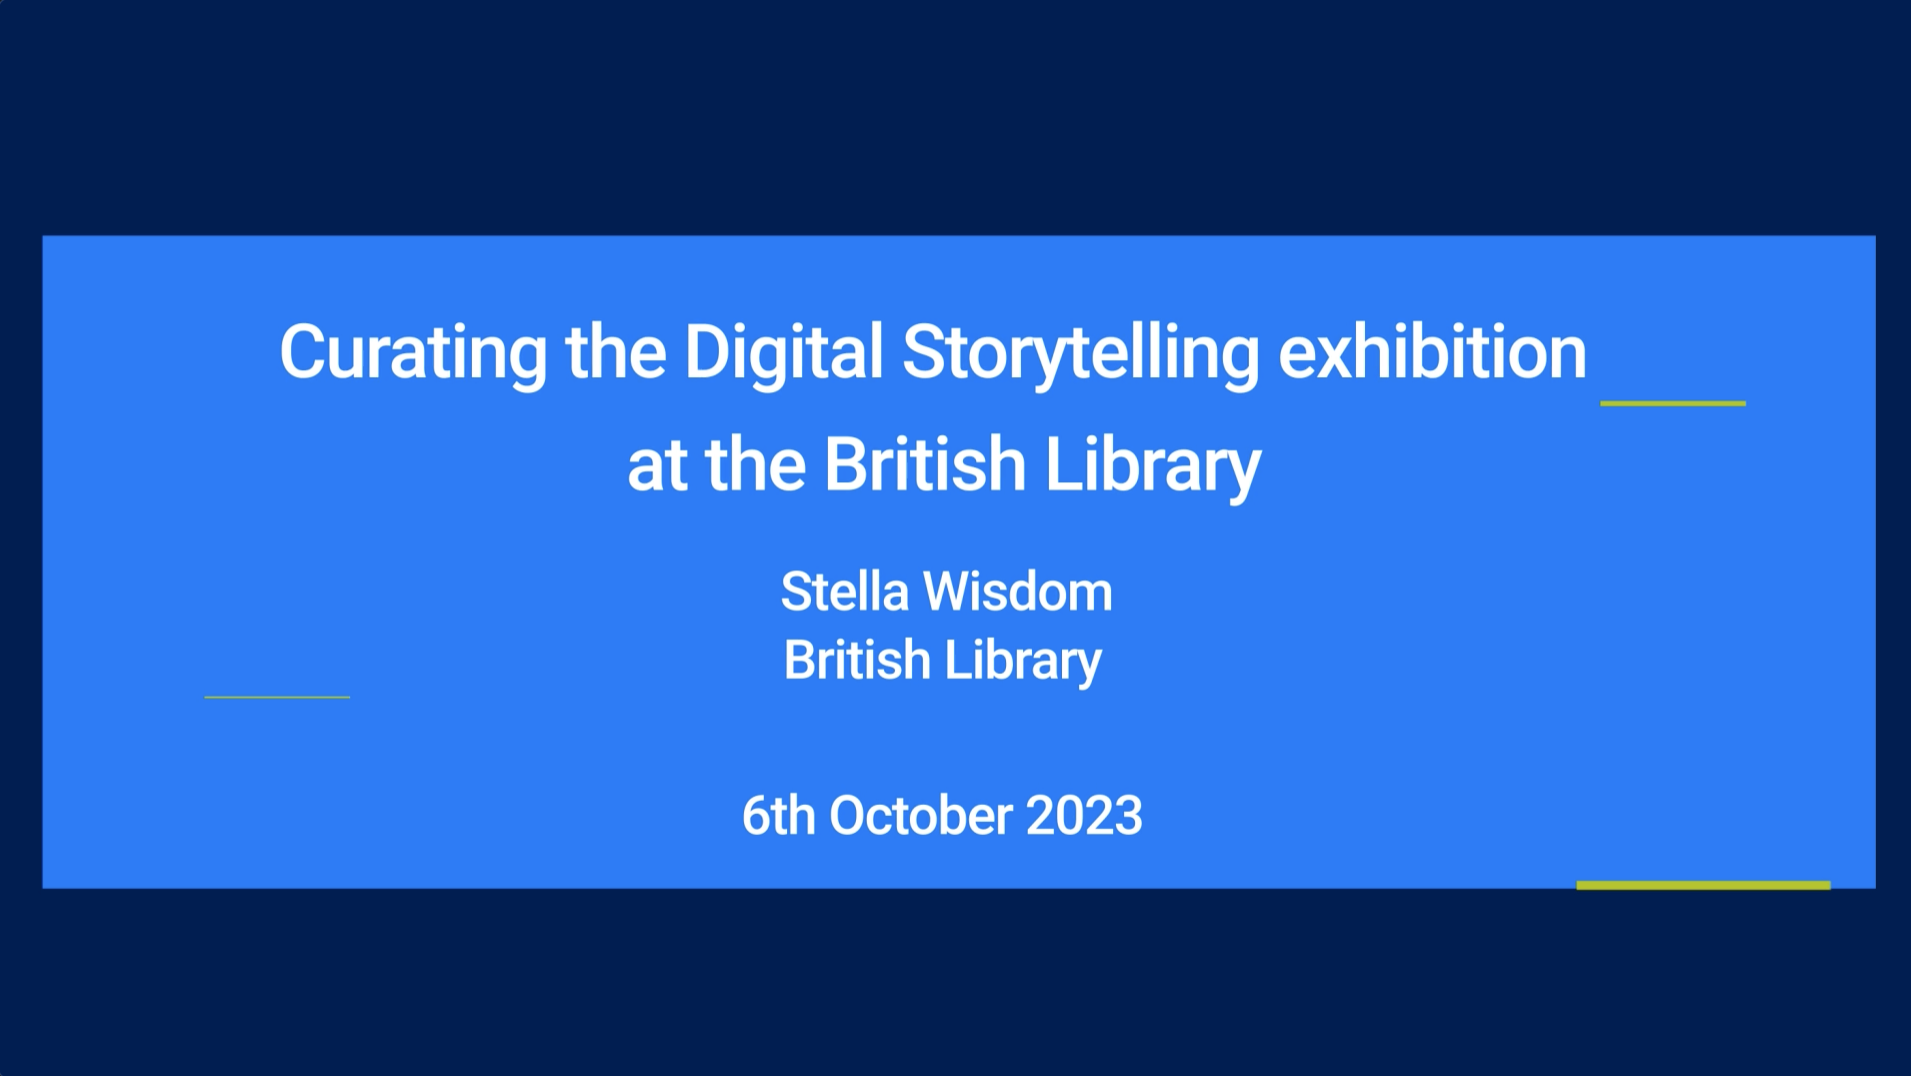 Curating the Digital Storytelling exhibition
at the British Library
Stella Wisdom
British Library
6th October 2023